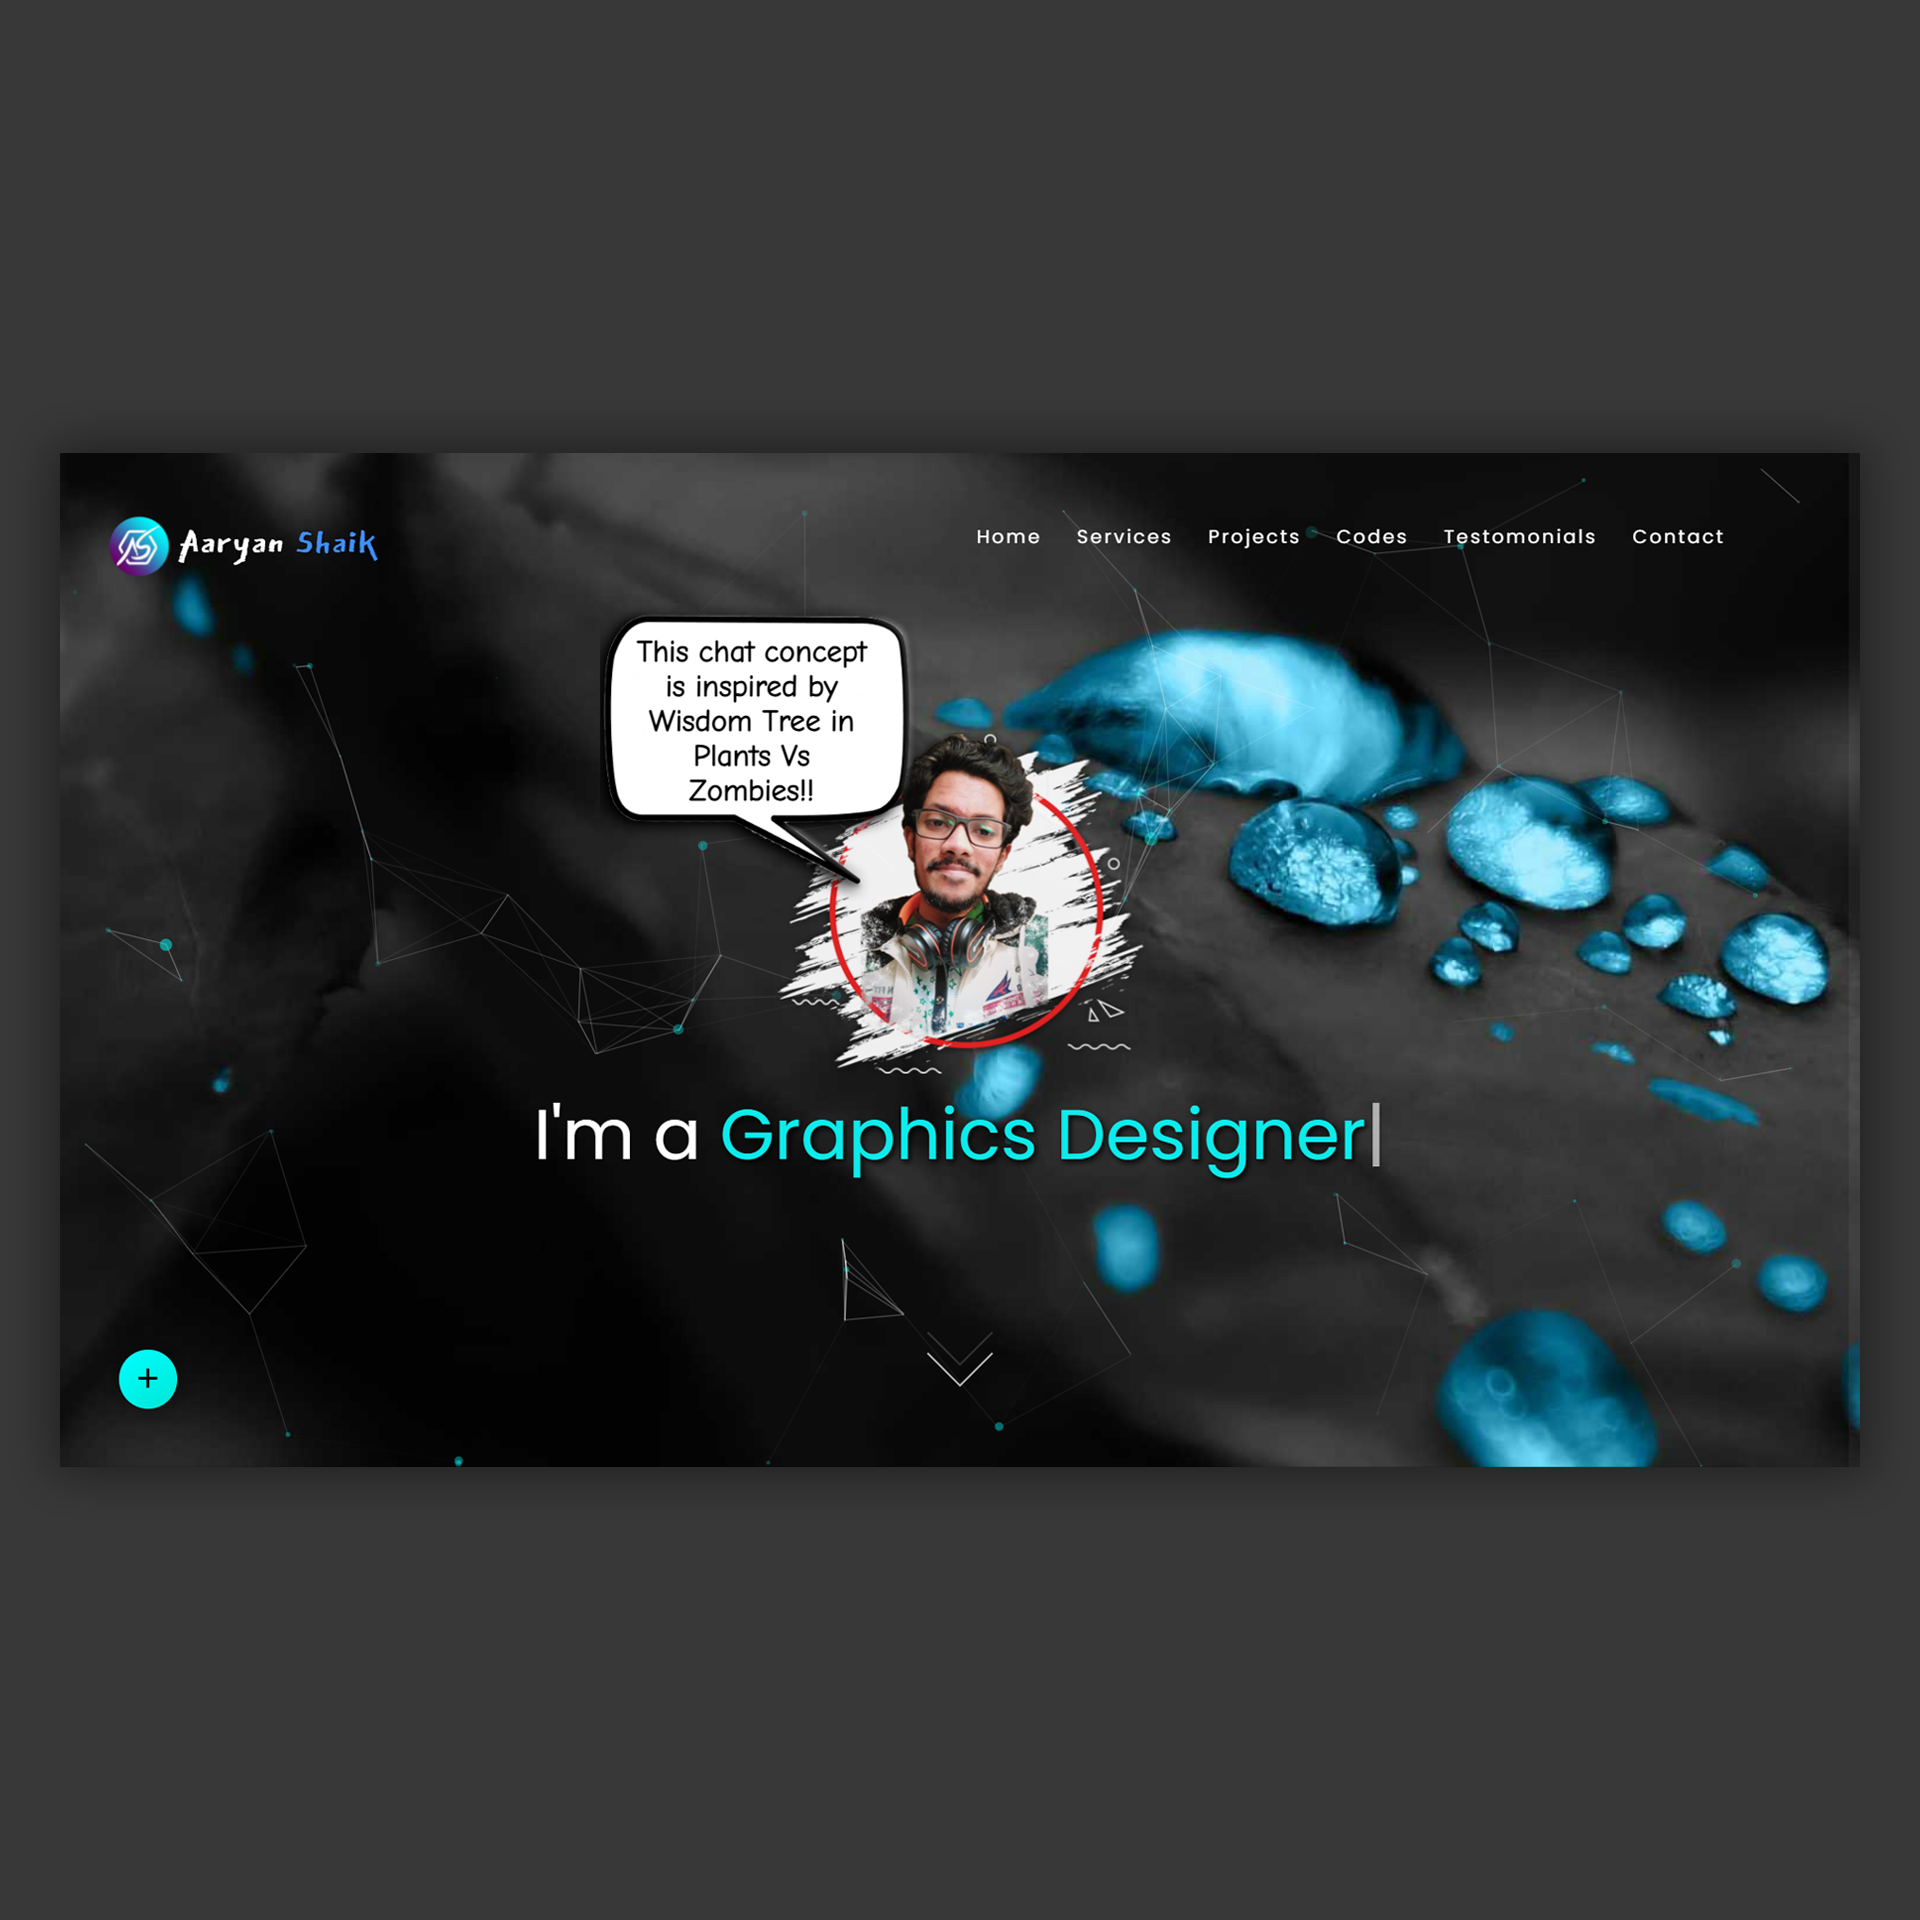 Aaryan Shaik
Home Services Projects Codes Testomonials Contact
This chat concept
is inspired by
Wisdom Tree in
Plants Vs
Zombies!!
I'm a Graphics Designer
+